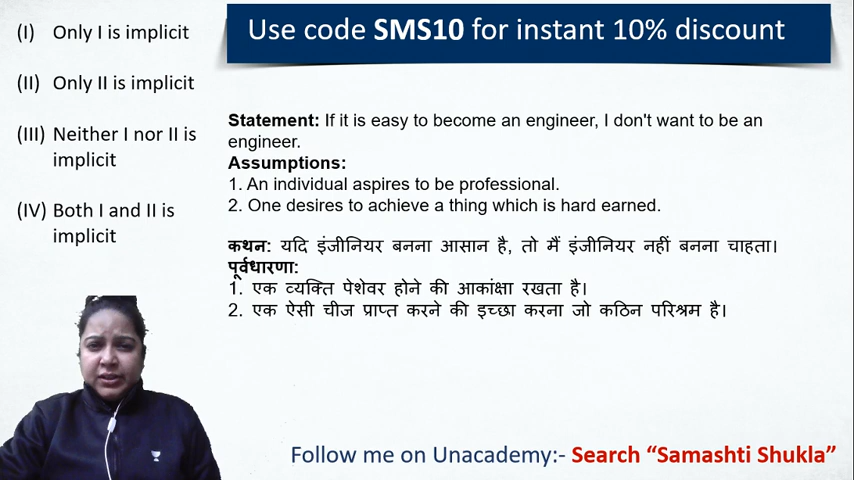 (I) Only I is implicit
(II) Only II is implicit
(III) Neither I nor II is
implicit
(IV) Both I and II is
implicit
Use code SMS10 for instant 10% discount
Statement: If it is easy to become an engineer, I don't want to be an
engineer.
Assumptions:
1. An individual aspires to be professional.
2. One desires to achieve a thing which is hard earned.
कथन: यदि इंजीनियर बनना आसान है, तो मैं इंजीनियर नहीं बनना चाहता।
पूर्वधारणा:
1. एक व्यक्ति पेशेवर होने की आकांक्षा रखता है।
2. एक ऐसी चीज प्राप्त करने की इच्छा करना जो कठिन परिश्रम है।
Follow me on Unacademy:- Search “Samashti Shukla”